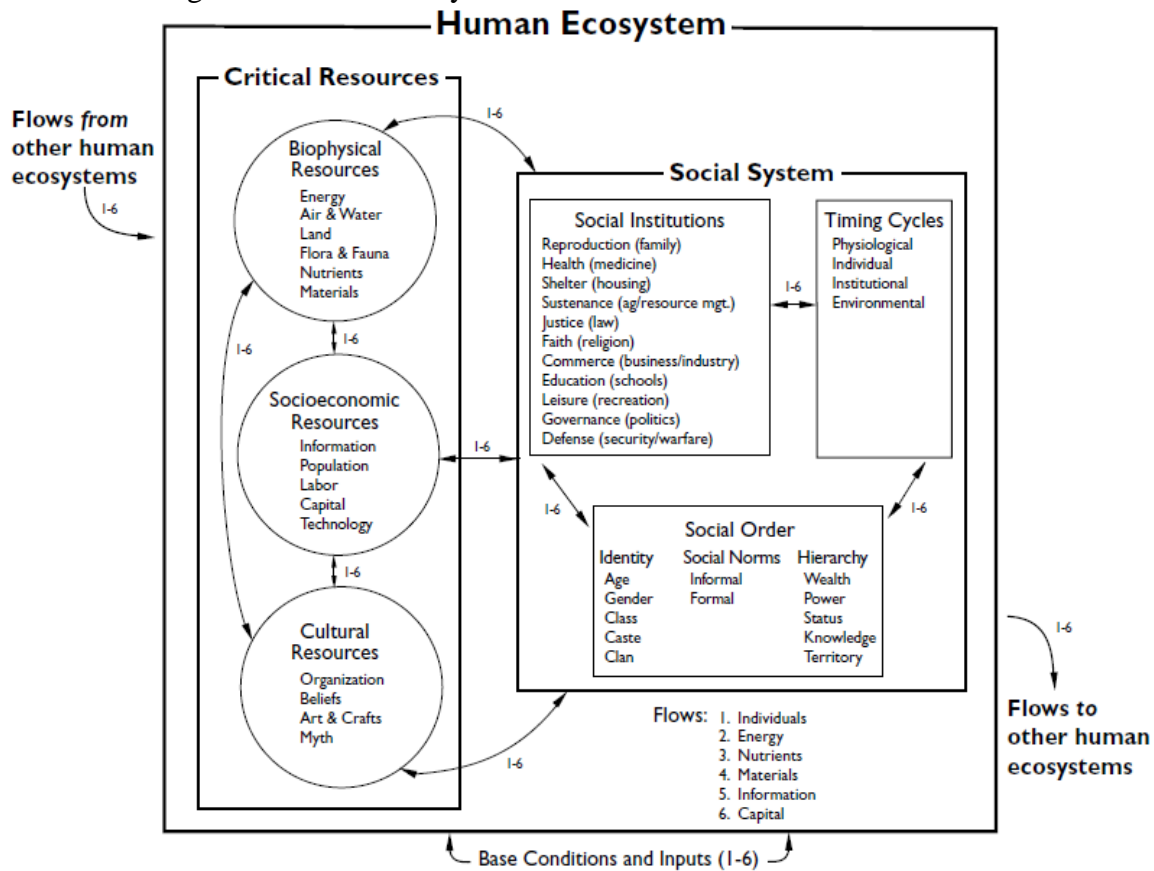 Human Ecosystem
Critical Resources
Flows from
other human
ecosystems
1-6
Biophysical
Resources
Energy
Air & Water
Land
Flora & Fauna
Nutrients
Materials
1-6
1-6
1-6
Socioeconomic
Resources
Information
Population
Labor
Capital
Technology
1-6
1-6
Cultural
Resources
Organization
Beliefs
Art & Crafts
Myth
1-6
Social System
Social Institutions
Reproduction (family)
Health (medicine)
Shelter (housing)
Sustenance (ag/resource mgt.)
Justice (law)
Faith (religion)
Commerce (business/industry)
Education (schools)
Leisure (recreation)
Governance (politics)
Defense (security/warfare)
1-6
Timing Cycles
Physiological
Individual
Institutional
Environmental
1-6
1-6
Social Order
Identity
Age
Gender
Class
Caste
Clan
Social Norms
Informal
Formal
Hierarchy
Wealth
Power
Status
Knowledge
Territory
Flows: 1. Individuals
2. Energy
3. Nutrients
4. Materials
5. Information
6. Capital
1-6
Flows to
other human
ecosystems
Base Conditions and Inputs (1-6)